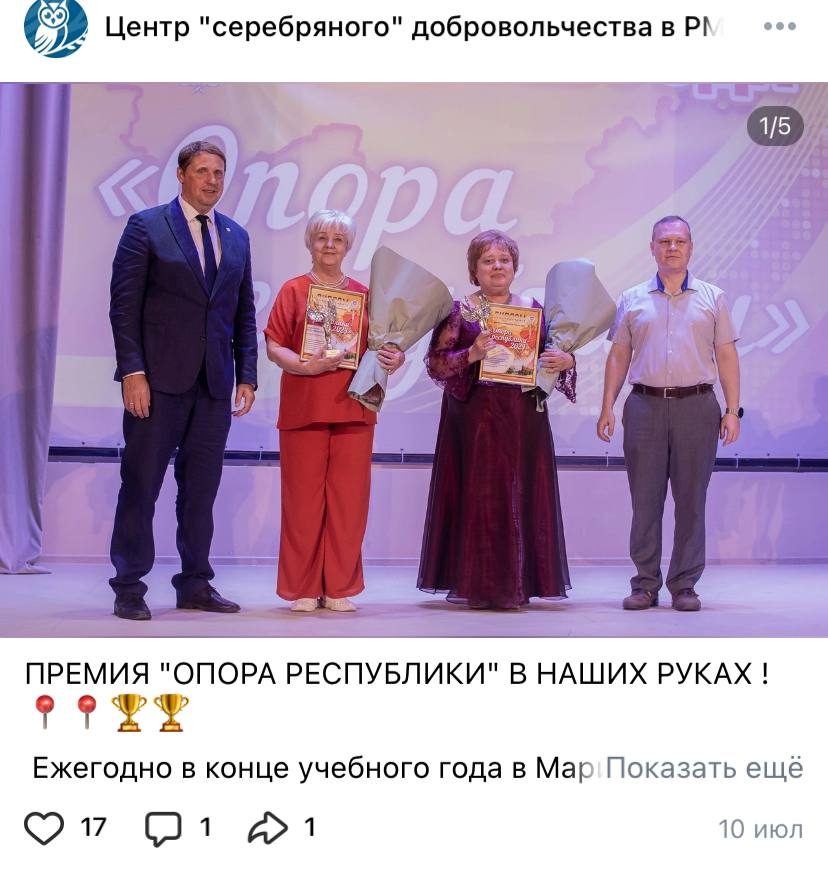 Центр "серебряного" добровольчества в РМ
1/5
«Опора
»
ПРЕМИЯ "ОПОРА РЕСПУБЛИКИ" В НАШИХ РУКАХ !
📍📍🏆🏆
Ежегодно в конце учебного года в Мар Показать ещё
17 1 1 10 июл